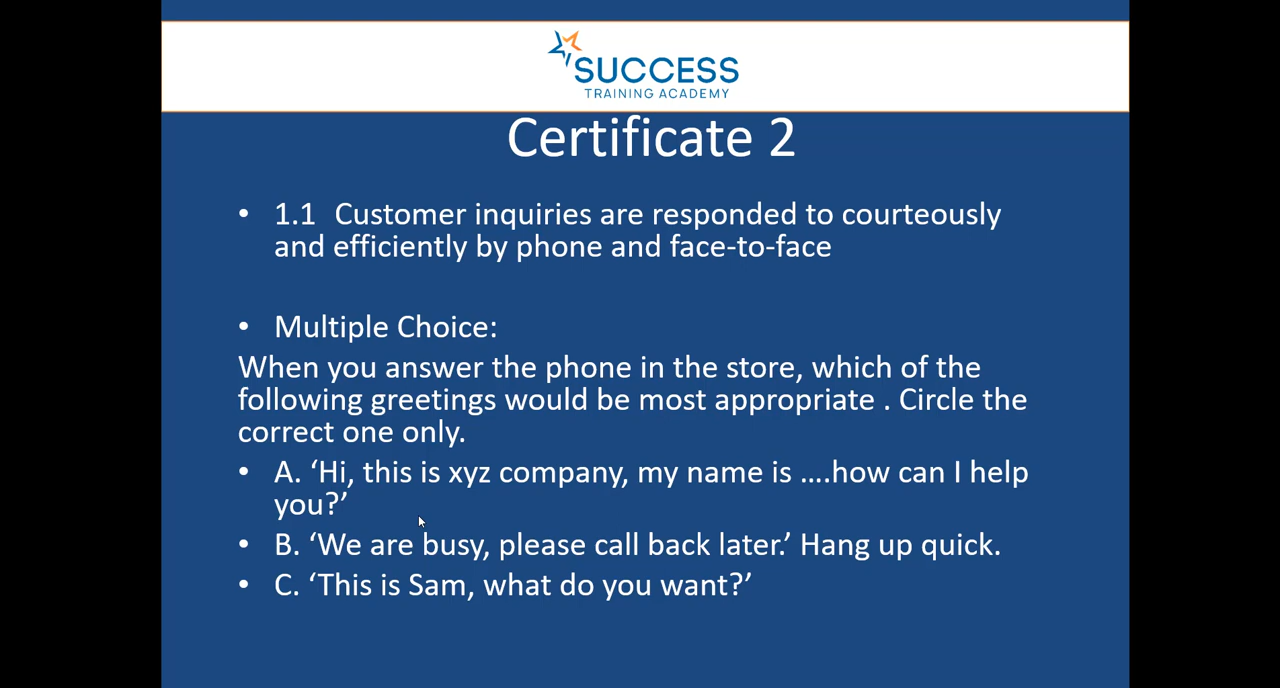 SUCCESS
TRAINING ACADEMY
Certificate 2
• 1.1 Customer inquiries are responded to courteously
and efficiently by phone and face-to-face
• Multiple Choice:
When you answer the phone in the store, which of the
following greetings would be most appropriate . Circle the
correct one only.
• A. ‘Hi, this is xyz company, my name is ….how can I help
you?’
• B. ‘We are busy, please call back later.’ Hang up quick.
• C. ‘This is Sam, what do you want?’